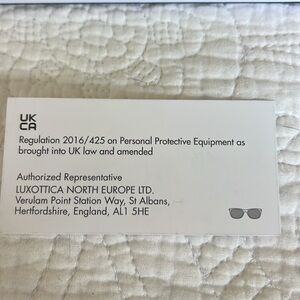 UK
CA
Regulation 2016/425 on Personal Protective Equipment as
brought into UK law and amended
Authorized Representative
LUXOTTICA NORTH EUROPE LTD.
Verulam Point Station Way, St Albans,
Hertfordshire, England, AL1 5HE